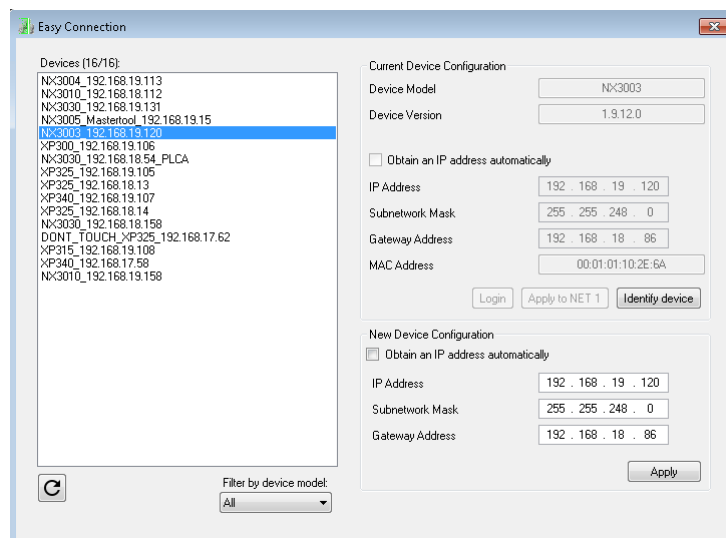 Easy Connection
Devices (16/16):
NX3004_192.168.19.113
NX3010_192.168.18.112
NX3030_192.168.19.131
NX3005_Mastertool_192.168.19.15
NX3003_192.168.19.120
XP300_192.168.19.106
NX3030_192.168.18.54_PLCA
XP325_192.168.19.105
XP325_192.168.18.13
XP340_192.168.19.107
XP325_192.168.18.14
NX3030_192.168.18.158
DONT_TOUCH_XP325_192.168.17.62
XP315_192.168.19.108
XP340_192.168.17.58
NX3010_192.168.19.158
Filter by device model:
All
Current Device Configuration
Device Model NX3003
Device Version 1.9.12.0
Obtain an IP address automatically
IP Address 192 . 168 . 19 . 120
Subnetwork Mask 255 . 255 . 248 . 0
Gateway Address 192 . 168 . 18 . 86
MAC Address 00:01:01:10:2E:6A
Login Apply to NET 1 Identify device
New Device Configuration
Obtain an IP address automatically
IP Address 192 . 168 . 19 . 120
Subnetwork Mask 255 . 255 . 248 . 0
Gateway Address 192 . 168 . 18 . 86
Apply